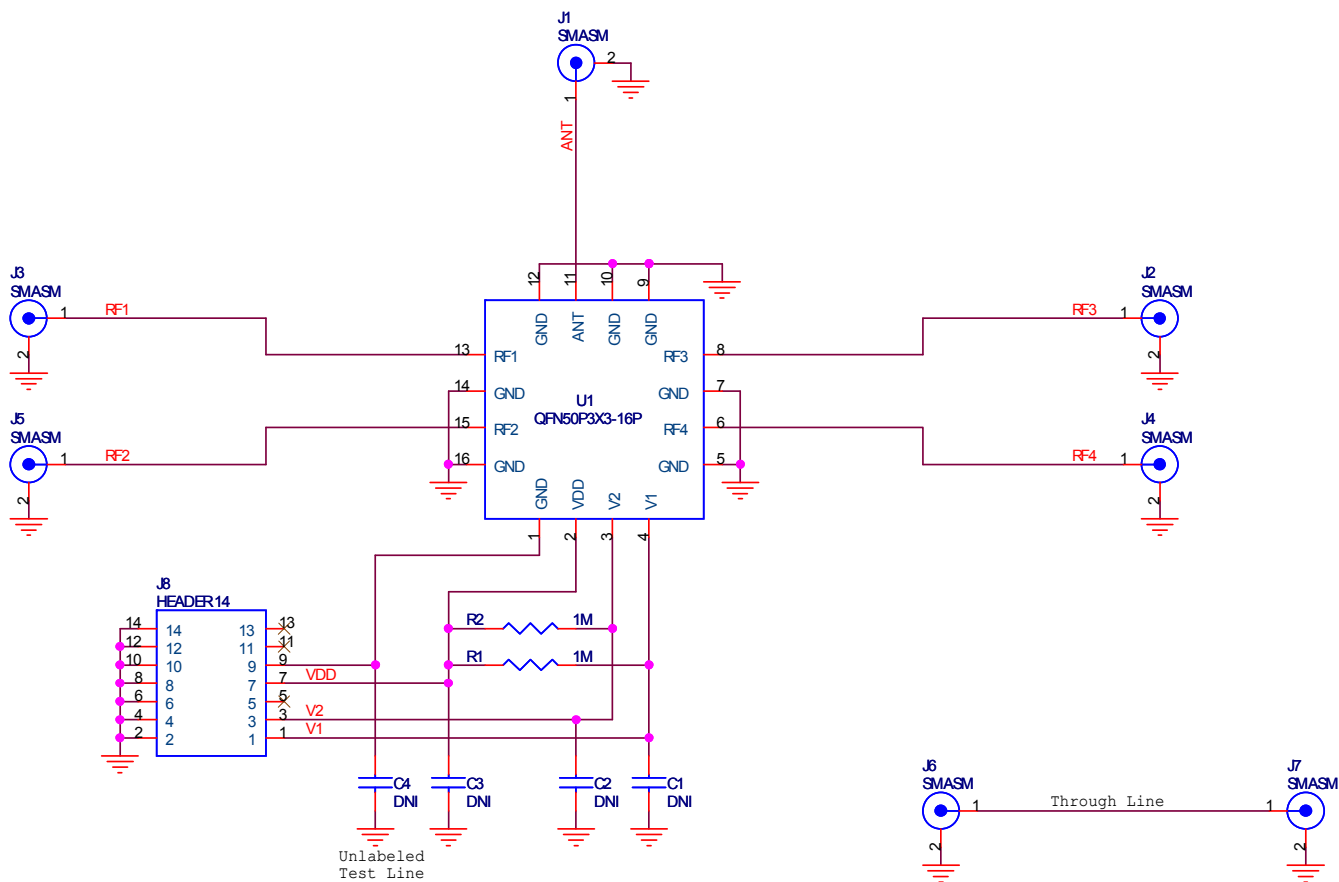 J1
SMASM
2
1
ANT
J3
SMASM
1
RF1
2
J5
SMASM
1
RF2
2
12
11
10
9
GND
ANT
GND
GND
13
RF1
RF3
8
14
GND
GND
7
U1
QFN50P3X3-16P
15
RF2
RF4
6
16
GND
GND
5
GND
VDD
V2
V1
1
2
3
4
J2
SMASM
RF3
1
2
J4
SMASM
RF4
1
2
J8
HEADER14
14 14 13 13
12 12 11 11
10 10 9 9
8 8 7 7 VDD
6 6 5 5
4 4 3 3 V2
2 2 1 1 V1
R2 1M
R1 1M
C4
DNI
C3
DNI
C2
DNI
C1
DNI
Unlabeled
Test Line
J6
SMASM
1
Through Line
2
J7
SMASM
1
2